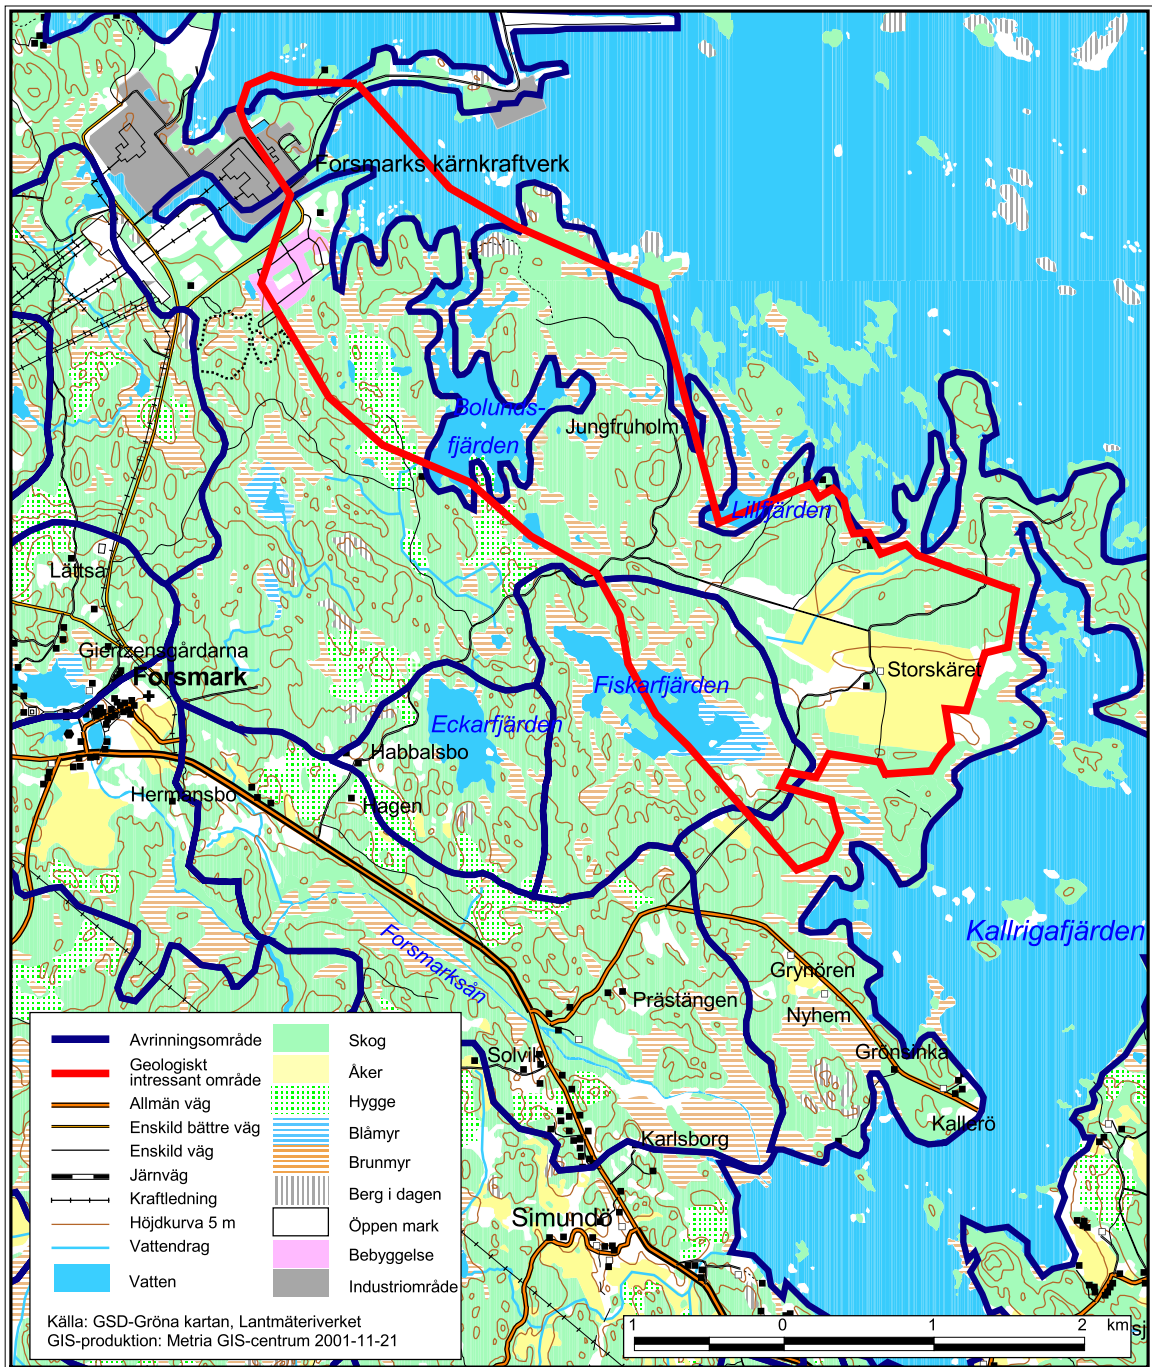 Forsmarks kärnkraftverk
Bolunds-
fjärden
Jungfruholm
Lillfjärden
Lättsa
Giertzensgårdarna
Forsmark
Storskäret
Fiskarfjärden
Eckarfjärden
Habbalsbo
Hermansbo
Hagen
Forsmarksån
Kallrigafjärden
Grynören
Prästängen
Nyhem
Grönsinka
Solvik
Kallerö
Karlsborg
Simundö
Avrinningsområde
Geologiskt
intressant område
Allmän väg
Enskild bättre väg
Enskild väg
Järnväg
Kraftledning
Höjdkurva 5 m
Vattendrag
Vatten
Skog
Åker
Hygge
Blåmyr
Brunmyr
Berg i dagen
Öppen mark
Bebyggelse
Industriområde
Källa: GSD-Gröna kartan, Lantmäteriverket
GIS-produktion: Metria GIS-centrum 2001-11-21
1 0 1 2 km